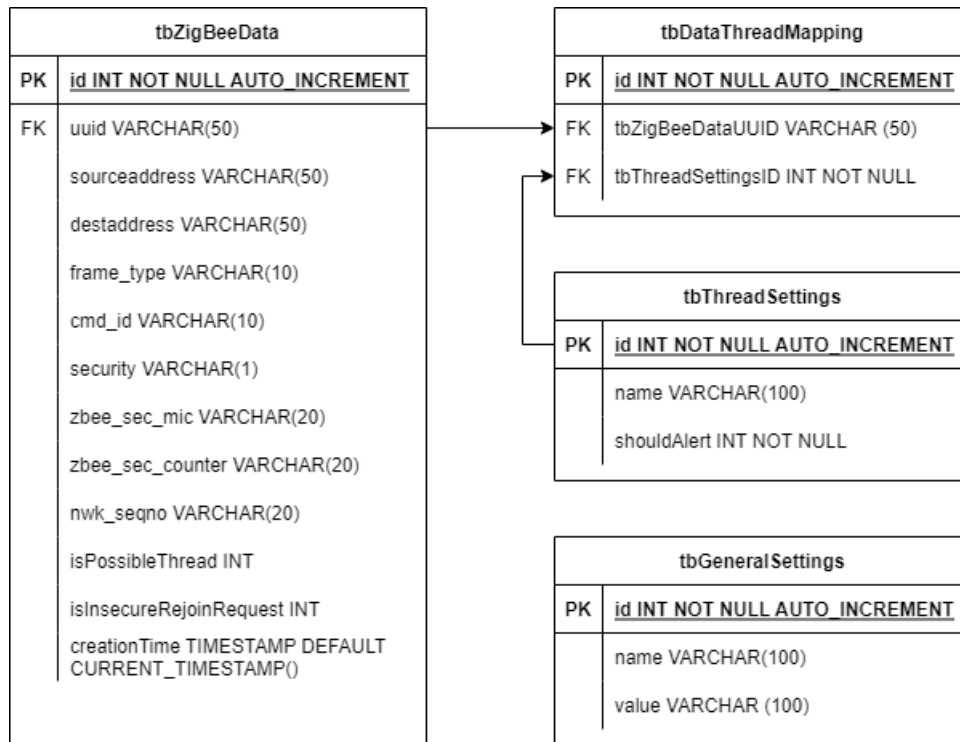 tbZigBeeData
PK id INT NOT NULL AUTO_INCREMENT
FK uuid VARCHAR(50)
sourceaddress VARCHAR(50)
destaddress VARCHAR(50)
frame_type VARCHAR(10)
cmd_id VARCHAR(10)
security VARCHAR(1)
zbee_sec_mic VARCHAR(20)
zbee_sec_counter VARCHAR(20)
nwk_seqno VARCHAR(20)
isPossibleThread INT
isInsecureRejoinRequest INT
creationTime TIMESTAMP DEFAULT
CURRENT_TIMESTAMP()
tbDataThreadMapping
PK id INT NOT NULL AUTO_INCREMENT
FK tbZigBeeDataUUID VARCHAR (50)
FK tbThreadSettingsID INT NOT NULL
tbThreadSettings
PK id INT NOT NULL AUTO_INCREMENT
name VARCHAR(100)
shouldAlert INT NOT NULL
tbGeneralSettings
PK id INT NOT NULL AUTO_INCREMENT
name VARCHAR(100)
value VARCHAR (100)